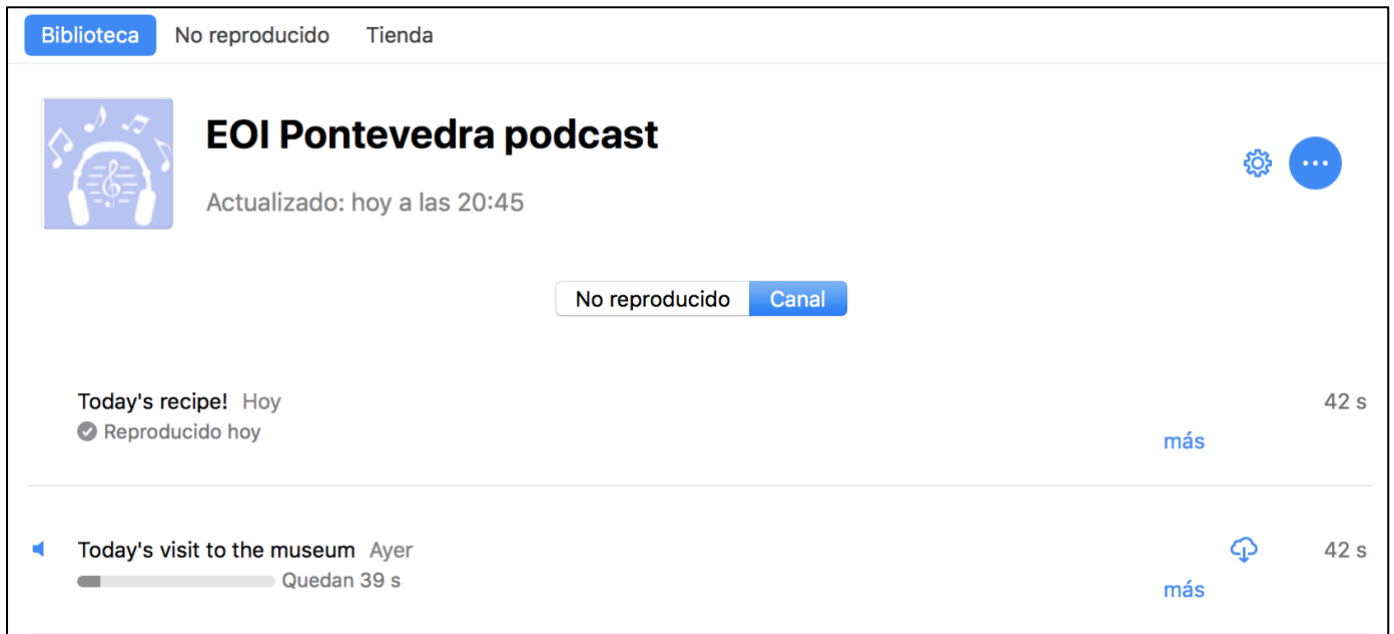 Biblioteca No reproducido Tienda
EOI Pontevedra podcast
Actualizado: hoy a las 20:45
No reproducido Canal
Today's recipe! Hoy 42 s
Reproducido hoy
más
Today's visit to the museum Ayer 42 s
Quedan 39 s
más